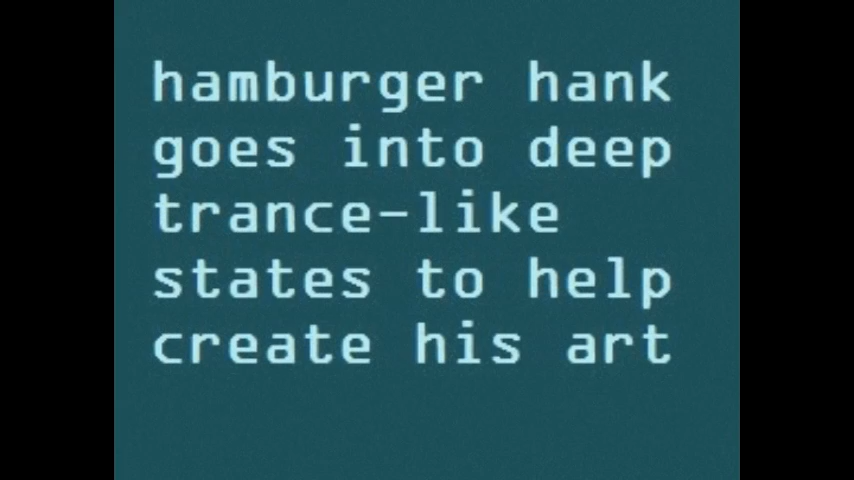 hamburger hank
goes into deep
trance-like
states to help
create his art